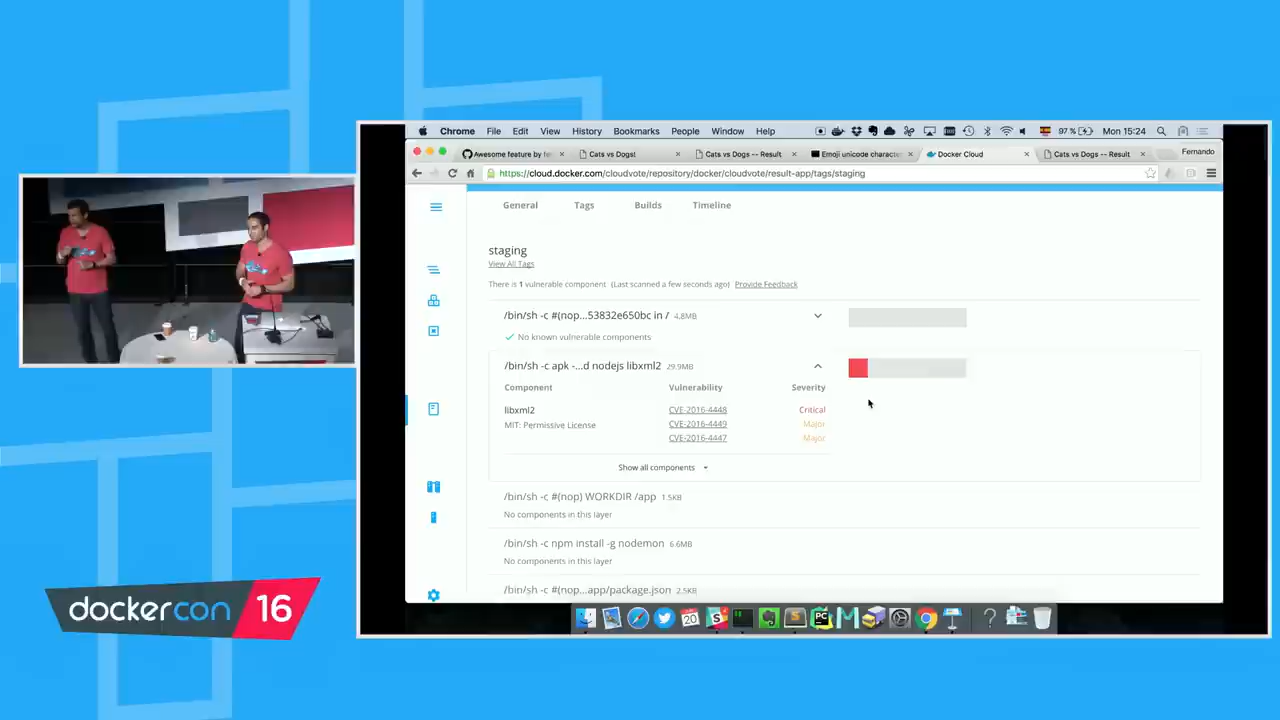 Chrome File Edit View History Bookmarks People Window Help 97% Mon 15:24
Awesome feature by fe
Cats vs Dogs!
Cats vs Dogs -- Result
Emoji unicode characte
Docker Cloud
Cats vs Dogs -- Result
Fernando
https://cloud.docker.com/cloudvote/repository/docker/cloudvote/result-app/tags/staging
General Tags Builds Timeline
staging
View All Tags
There is 1 vulnerable component (Last scanned a few seconds ago) Provide Feedback
/bin/sh -c #(nop...53832e650bc in / 4.8MB
No known vulnerable components
/bin/sh -c apk -...d nodejs libxml2 29.9MB
Component Vulnerability Severity
libxml2 CVE-2016-4448 Critical
MIT: Permissive License CVE-2016-4449 Major
CVE-2016-4447 Major
Show all components
/bin/sh -c #(nop) WORKDIR /app 1.5KB
No components in this layer
/bin/sh -c npm install -g nodemon 6.6MB
No components in this layer
/bin/sh -c #(nop...app/package.json 2.5KB
20
PC
dockercon 16